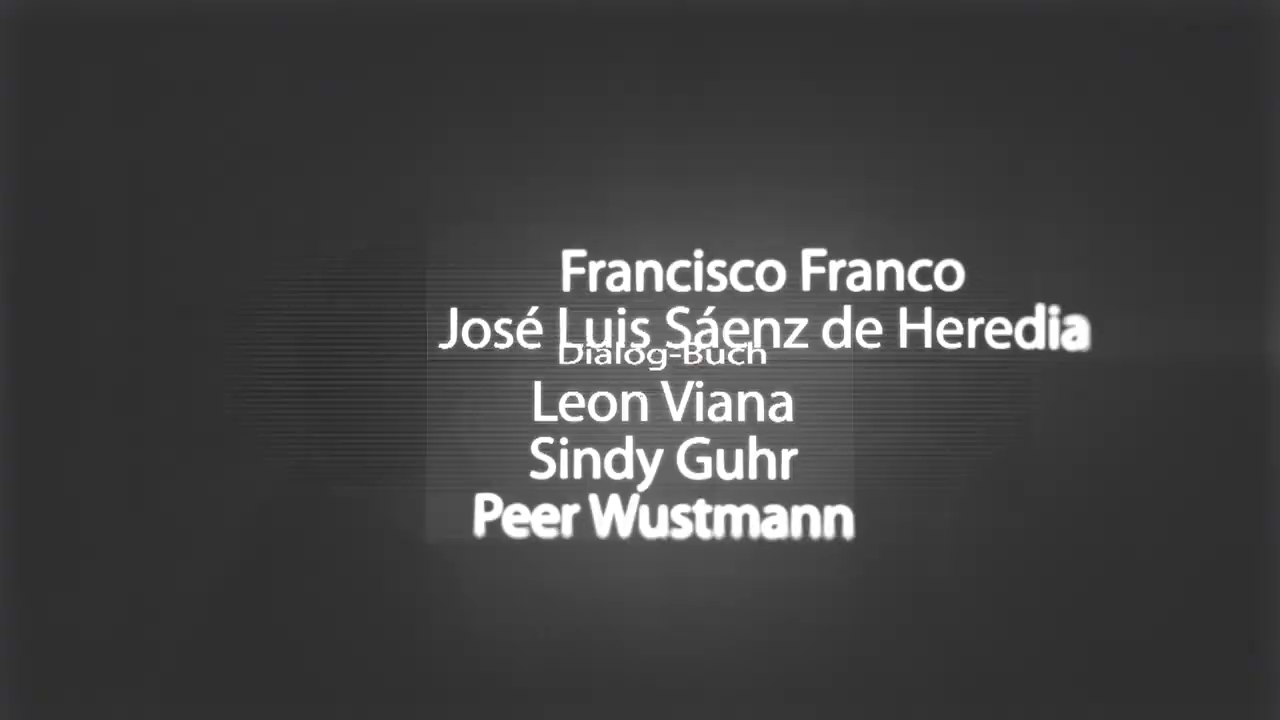 Francisco Franco
José Luis Sáenz de Heredia
Dialog-Buch
Leon Viana
Sindy Guhr
Peer Wustmann